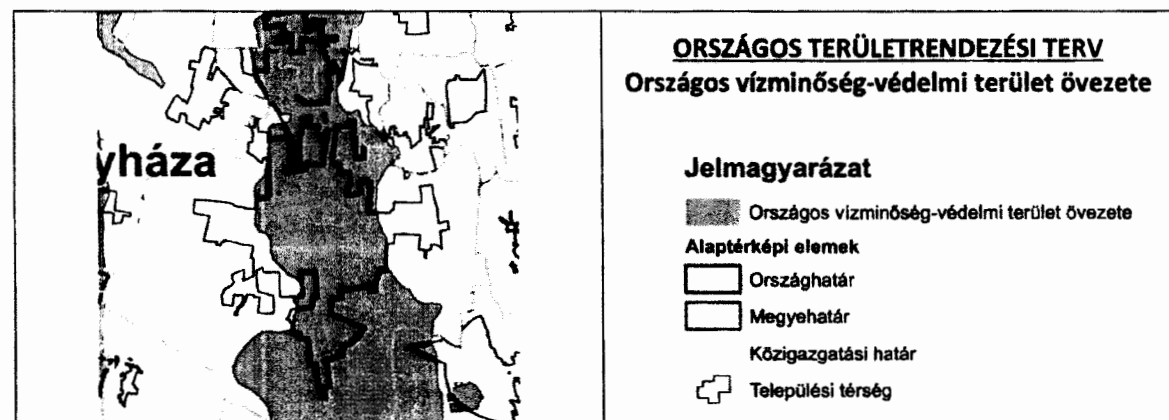 yháza
ORSZÁGOS TERÜLETRENDEZÉSI TERV
Országos vízminőség-védelmi terület övezete
Jelmagyarázat
Országos vízminőség-védelmi terület övezete
Alaptérképi elemek
Országhatár
Megyehatár
Közigazgatási határ
Települési térség